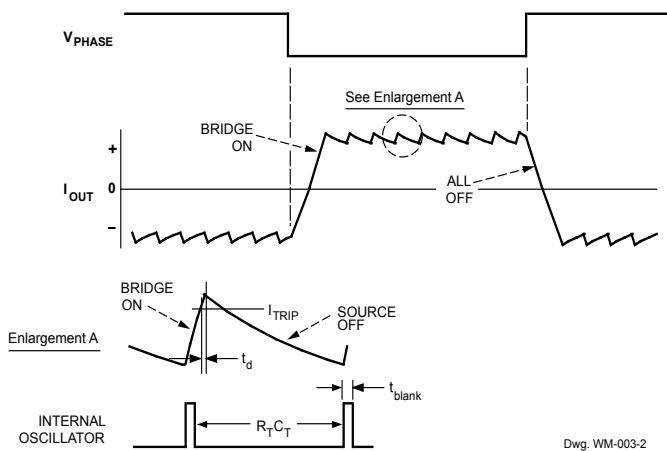 V_PHASE
See Enlargement A
BRIDGE
ON
+
I_OUT 0
–
ALL
OFF
BRIDGE
ON
I_TRIP
SOURCE
OFF
Enlargement A
t_d
t_blank
INTERNAL
OSCILLATOR
R_TC_T
Dwg. WM-003-2